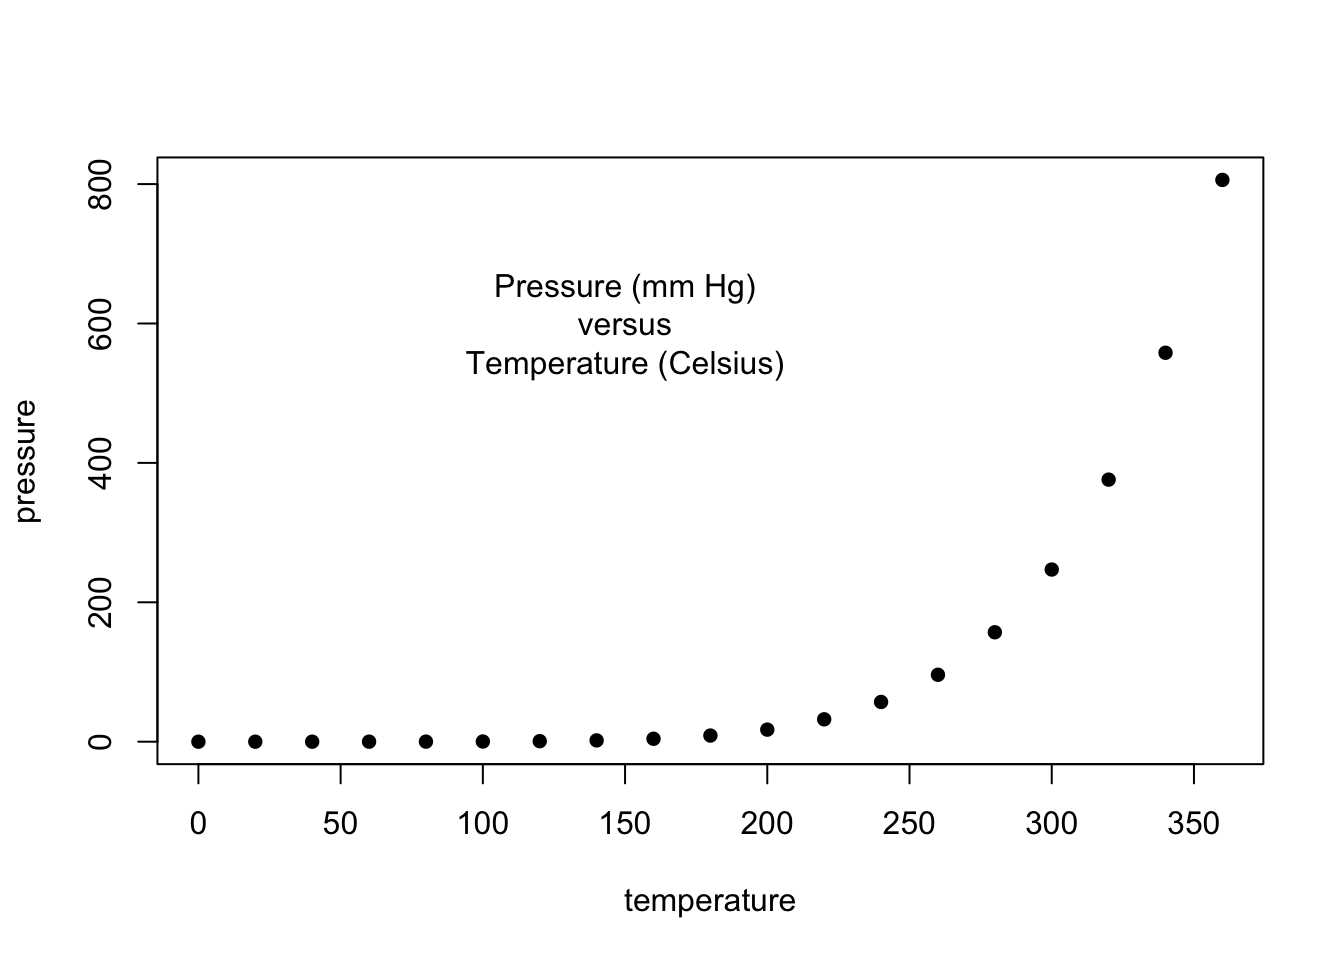 800
600
400
200
0
pressure
Pressure (mm Hg)
versus
Temperature (Celsius)
0 50 100 150 200 250 300 350
temperature